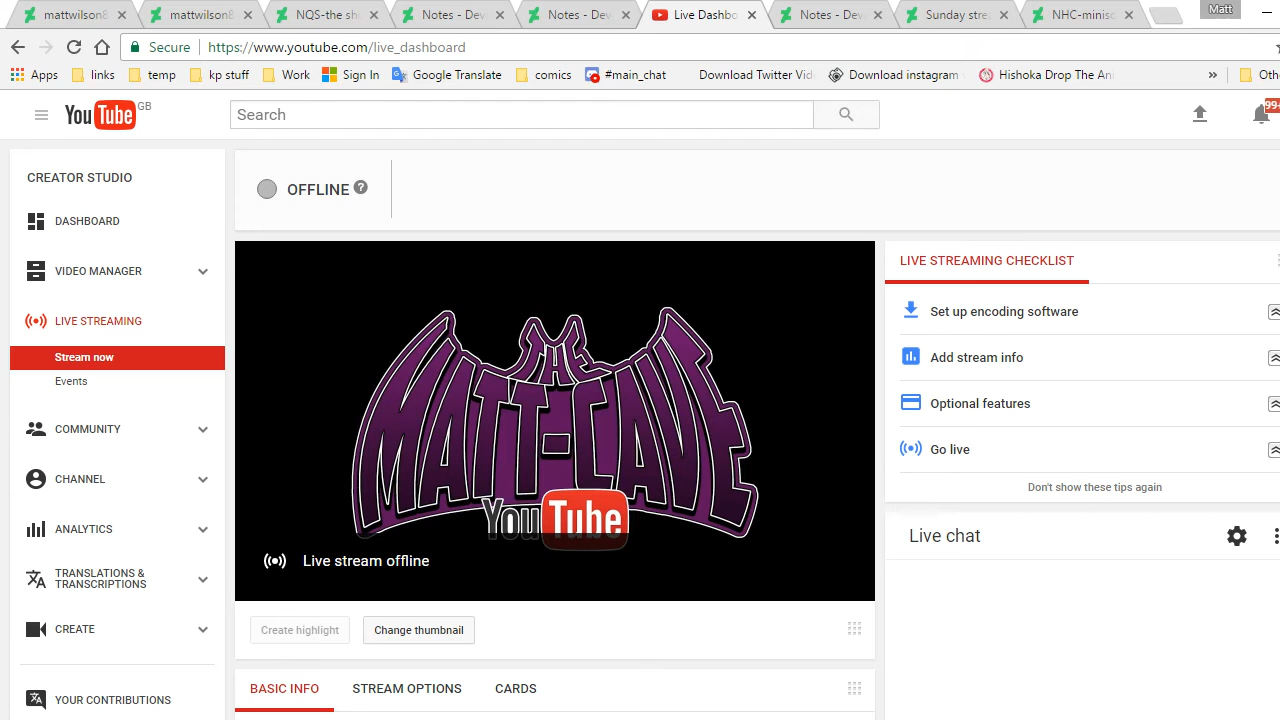 mattwilson8
mattwilson8
NQS-the sh
Notes - Dev
Notes - Dev
Live Dashbo
Notes - Dev
Sunday stre
NHC-minisc
Matt
Secure
https://www.youtube.com/live_dashboard
Apps
links
temp
kp stuff
Work
Sign In
Google Translate
comics
#main_chat
Download Twitter Vid
Download instagram
Hishoka Drop The An
»
Oth
YouTube GB
Search
99+
CREATOR STUDIO
DASHBOARD
VIDEO MANAGER
LIVE STREAMING
Stream now
Events
COMMUNITY
CHANNEL
ANALYTICS
TRANSLATIONS &
TRANSCRIPTIONS
CREATE
YOUR CONTRIBUTIONS
OFFLINE ?
THE
MATT-CAVE
YouTube
Live stream offline
Create highlight
Change thumbnail
BASIC INFO
STREAM OPTIONS
CARDS
LIVE STREAMING CHECKLIST
Set up encoding software
Add stream info
Optional features
Go live
Don't show these tips again
Live chat